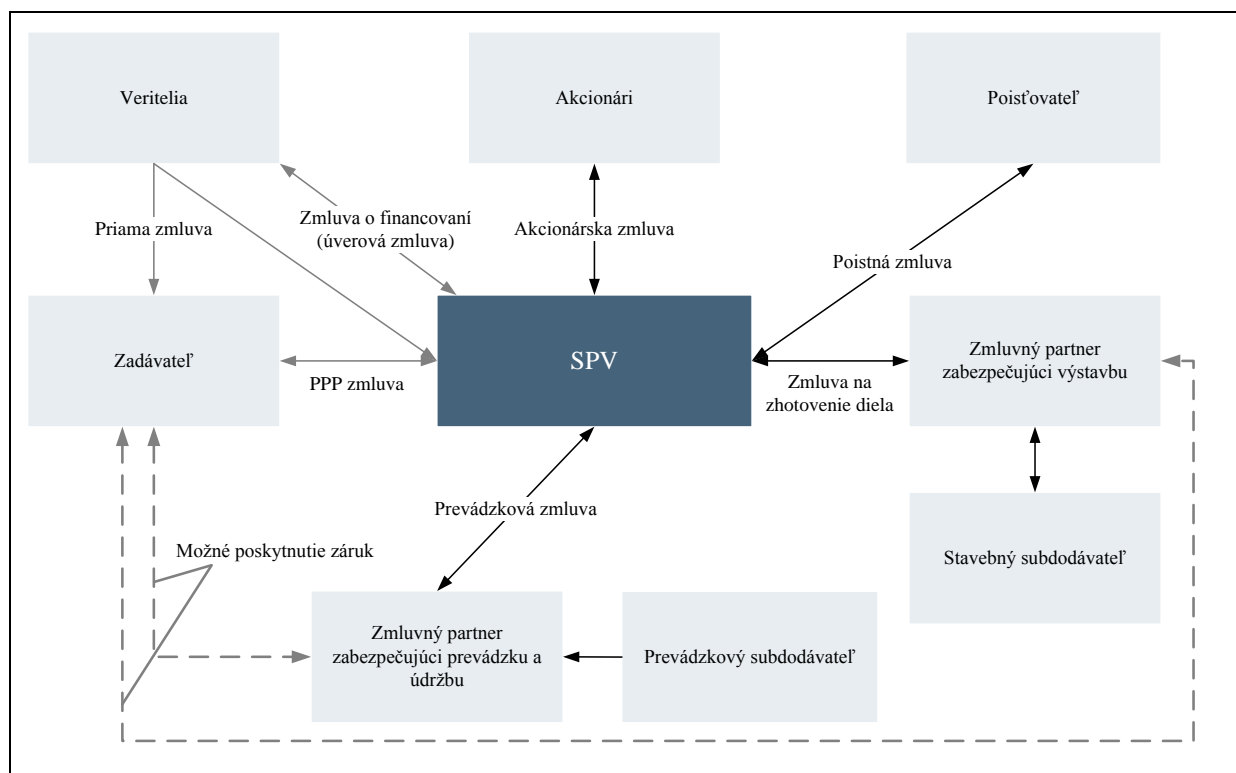 Veritelia
Akcionári
Poisťovateľ
Priama zmluva
Zmluva o financovaní
(úverová zmluva)
Akcionárska zmluva
Poistná zmluva
Zadávateľ
PPP zmluva
SPV
Zmluva na
zhotovenie diela
Zmluvný partner
zabezpečujúci výstavbu
Prevádzková zmluva
Možné poskytnutie záruk
Stavebný subdodávateľ
Zmluvný partner
zabezpečujúci prevádzku a
údržbu
Prevádzkový subdodávateľ